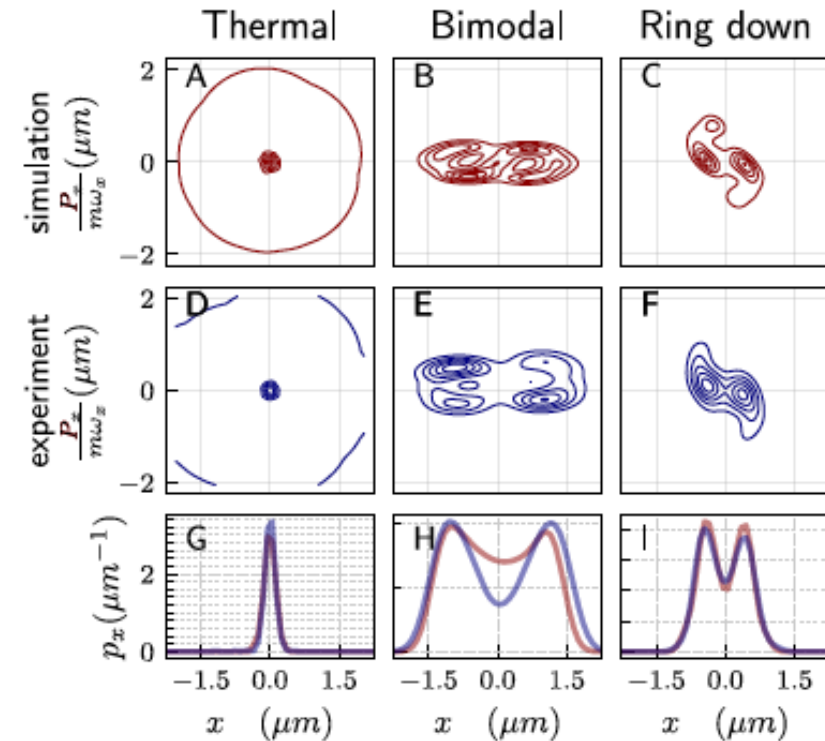 Thermal Bimodal Ring down
simulation
P_x/mω_x (μm)
2
0
−2
A
B
C
experiment
P_x/mω_x (μm)
2
0
−2
D
E
F
p_x(μm⁻¹)
2
0
G
H
I
−1.5 0.0 1.5 −1.5 0.0 1.5 −1.5 0.0 1.5
x (μm) x (μm) x (μm)